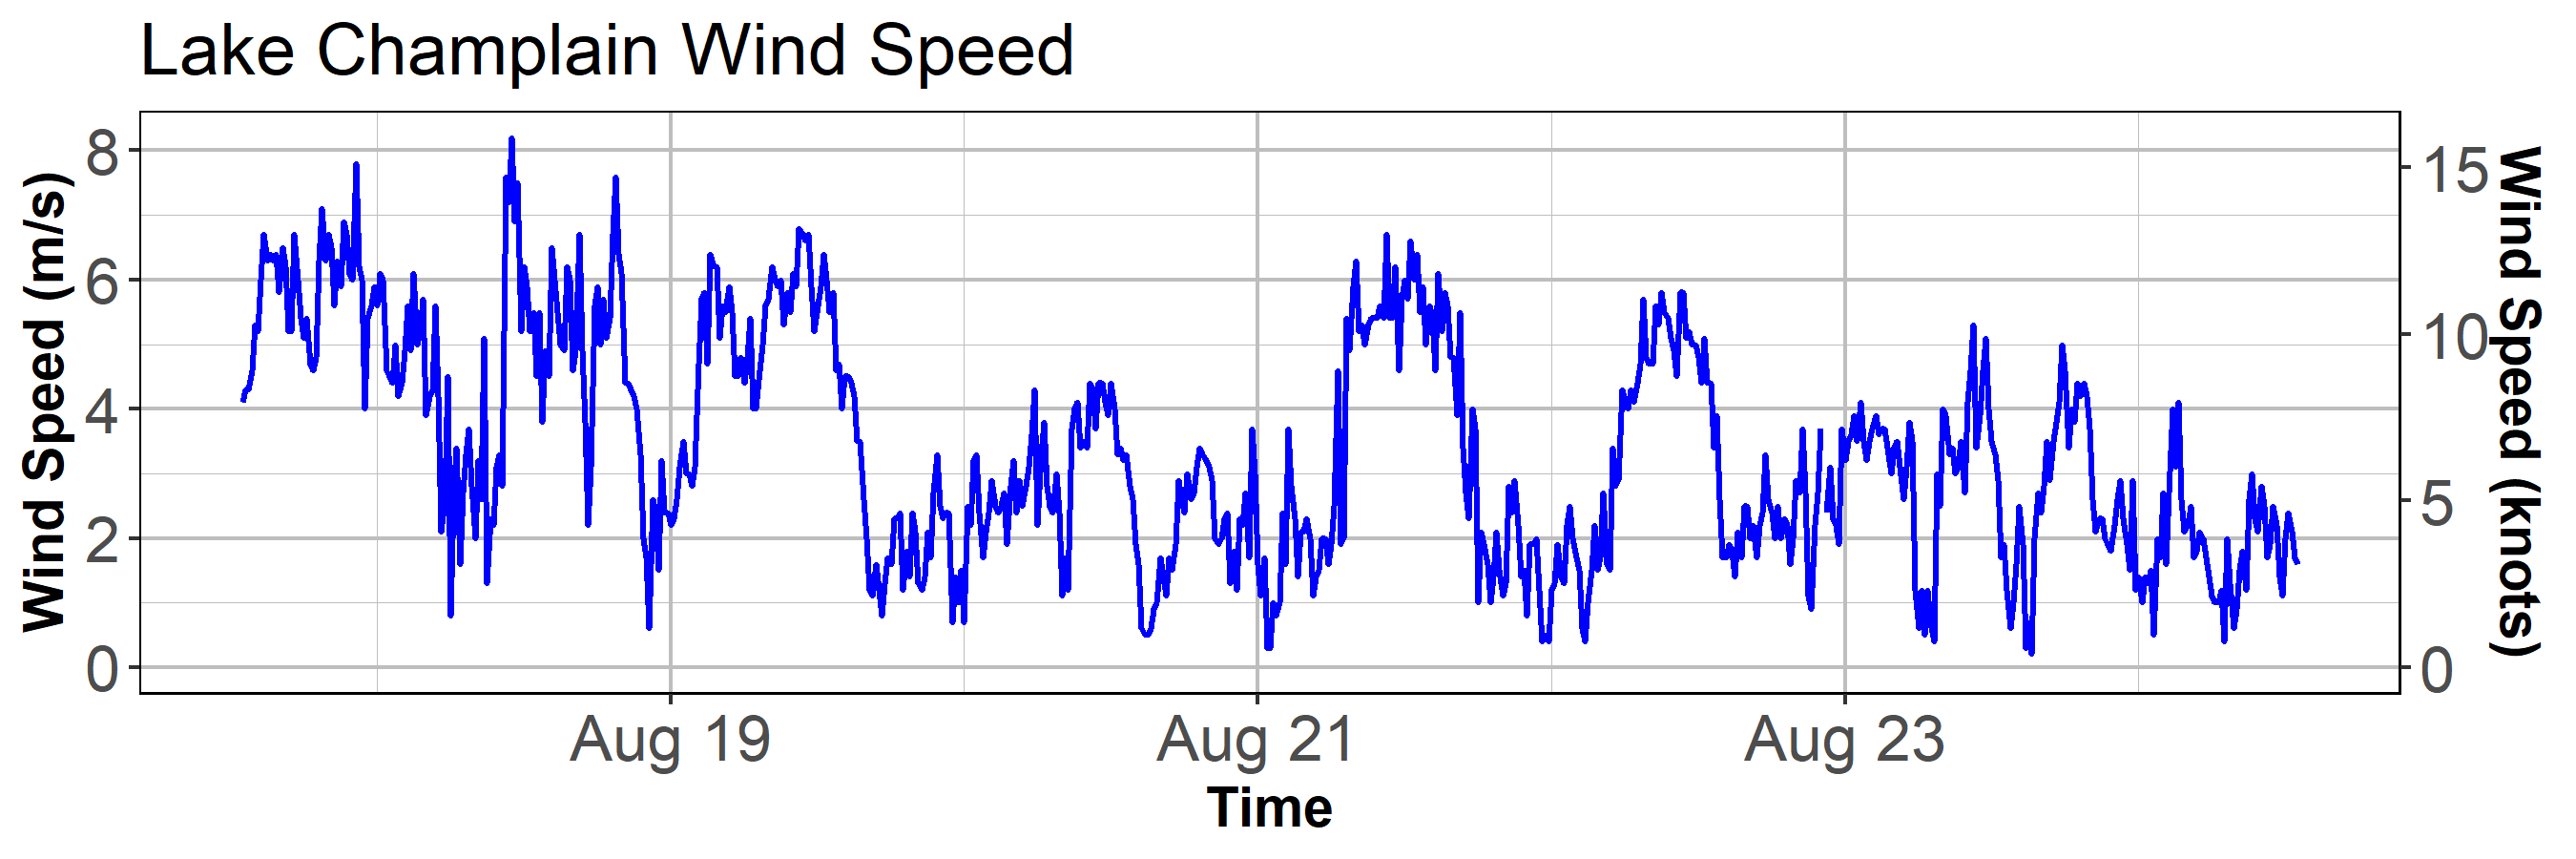 Lake Champlain Wind Speed
Wind Speed (m/s)
8
6
4
2
0
15
10
5
0
Wind Speed (knots)
Aug 19
Aug 21
Aug 23
Time